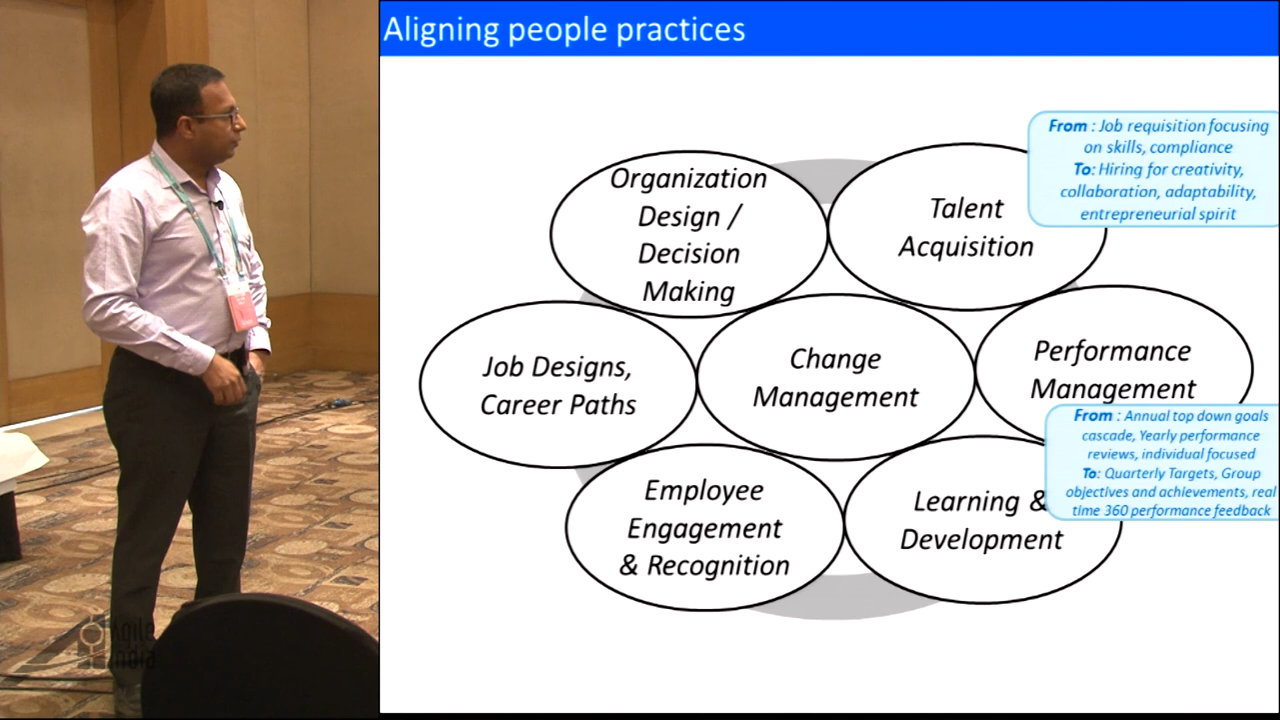 Aligning people practices
From : Job requisition focusing
on skills, compliance
To: Hiring for creativity,
collaboration, adaptability,
entrepreneurial spirit
Organization
Design /
Decision
Making
Talent
Acquisition
Job Designs,
Career Paths
Change
Management
Performance
Management
From : Annual top down goals
cascade, Yearly performance
reviews, individual focused
To: Quarterly Targets, Group
objectives and achievements, real
time 360 performance feedback
Employee
Engagement
& Recognition
Learning &
Development
Agile
India